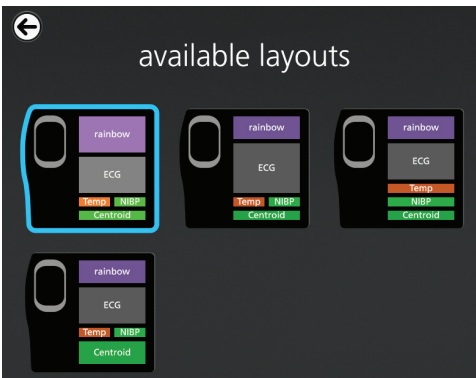 available layouts
rainbow
ECG
Temp NIBP
Centroid
rainbow
ECG
Temp NIBP
Centroid
rainbow
ECG
Temp
NIBP
Centroid
rainbow
ECG
Temp NIBP
Centroid